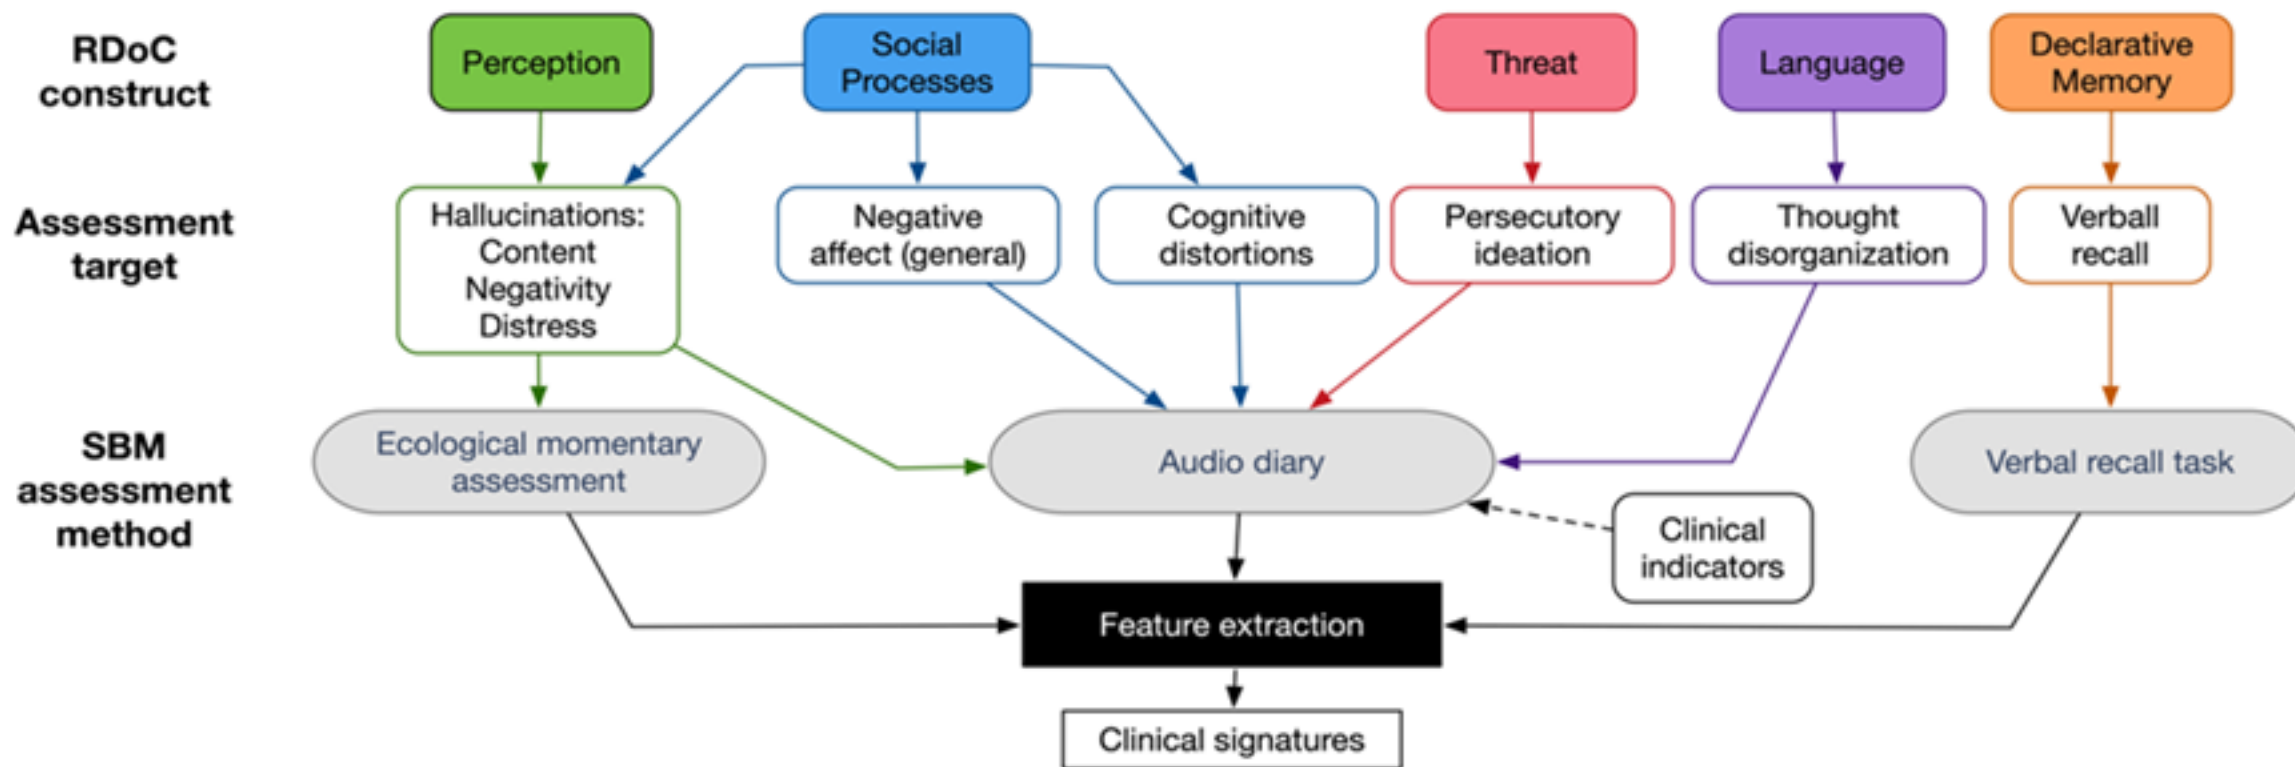 RDoC
construct
Perception
Social
Processes
Threat
Language
Declarative
Memory
Assessment
target
Hallucinations:
Content
Negativity
Distress
Negative
affect (general)
Cognitive
distortions
Persecutory
ideation
Thought
disorganization
Verball
recall
SBM
assessment
method
Ecological momentary
assessment
Audio diary
Verbal recall task
Clinical
indicators
Feature extraction
Clinical signatures